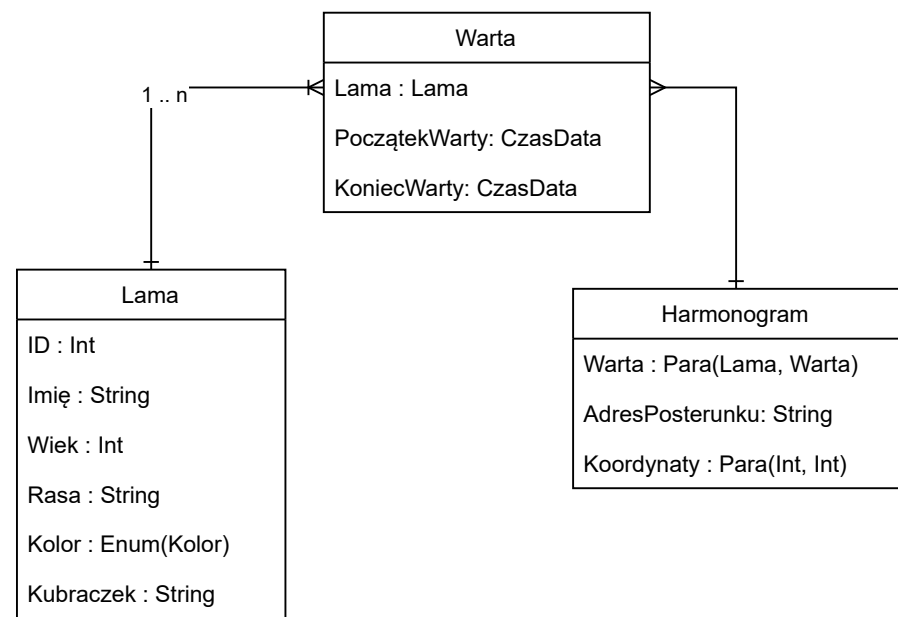 Warta
Lama : Lama
PoczątekWarty: CzasData
KoniecWarty: CzasData
1 .. n
Lama
ID : Int
Imię : String
Wiek : Int
Rasa : String
Kolor : Enum(Kolor)
Kubraczek : String
Harmonogram
Warta : Para(Lama, Warta)
AdresPosterunku: String
Koordynaty : Para(Int, Int)